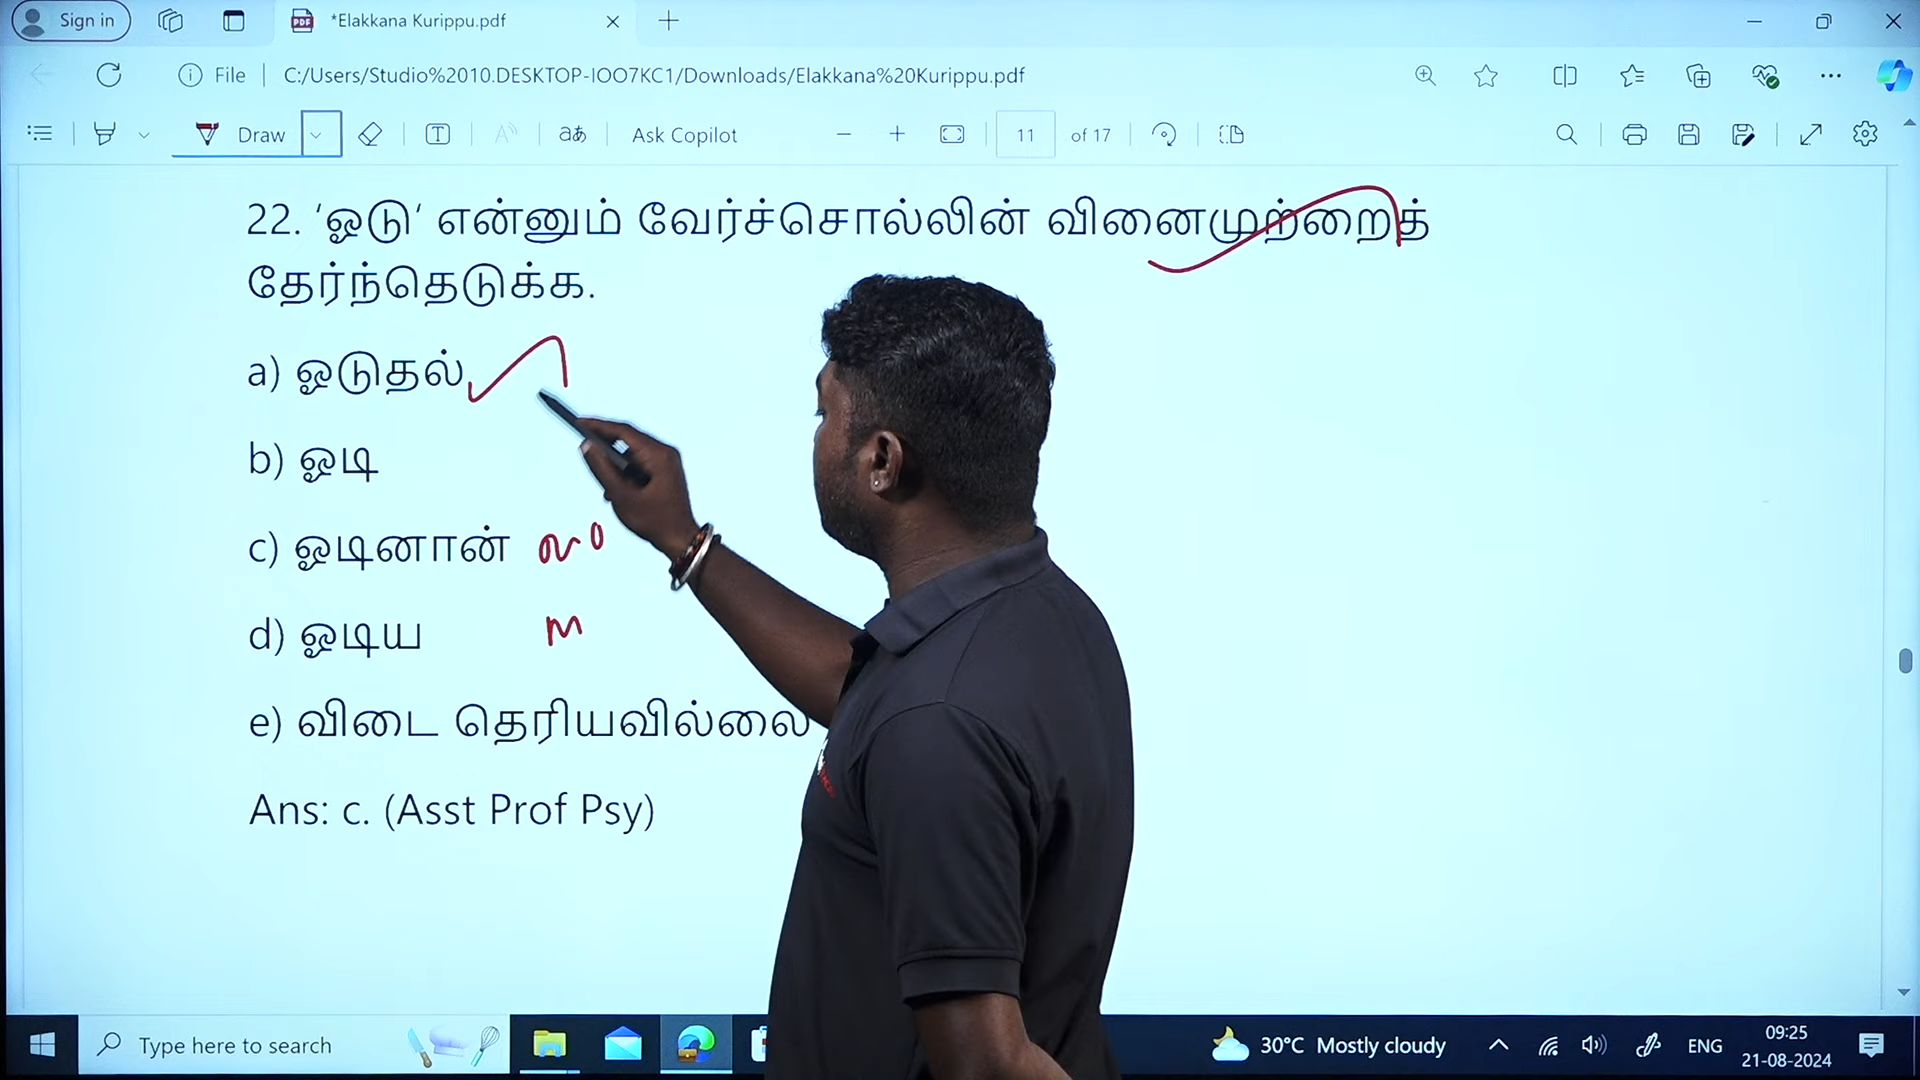 Sign in
*Elakkana Kurippu.pdf
File
C:/Users/Studio%2010.DESKTOP-IOO7KC1/Downloads/Elakkana%20Kurippu.pdf
Draw
aあ
Ask Copilot
11 of 17
22. ‘ஓடு‘ என்னும் வேர்ச்சொல்லின் வினைமுற்றைத்
தேர்ந்தெடுக்க.
a) ஓடுதல்
b) ஓடி
c) ஓடினான்
d) ஓடிய
e) விடை தெரியவில்லை
Ans: c. (Asst Prof Psy)
Type here to search
30°C Mostly cloudy
ENG
09:25
21-08-2024